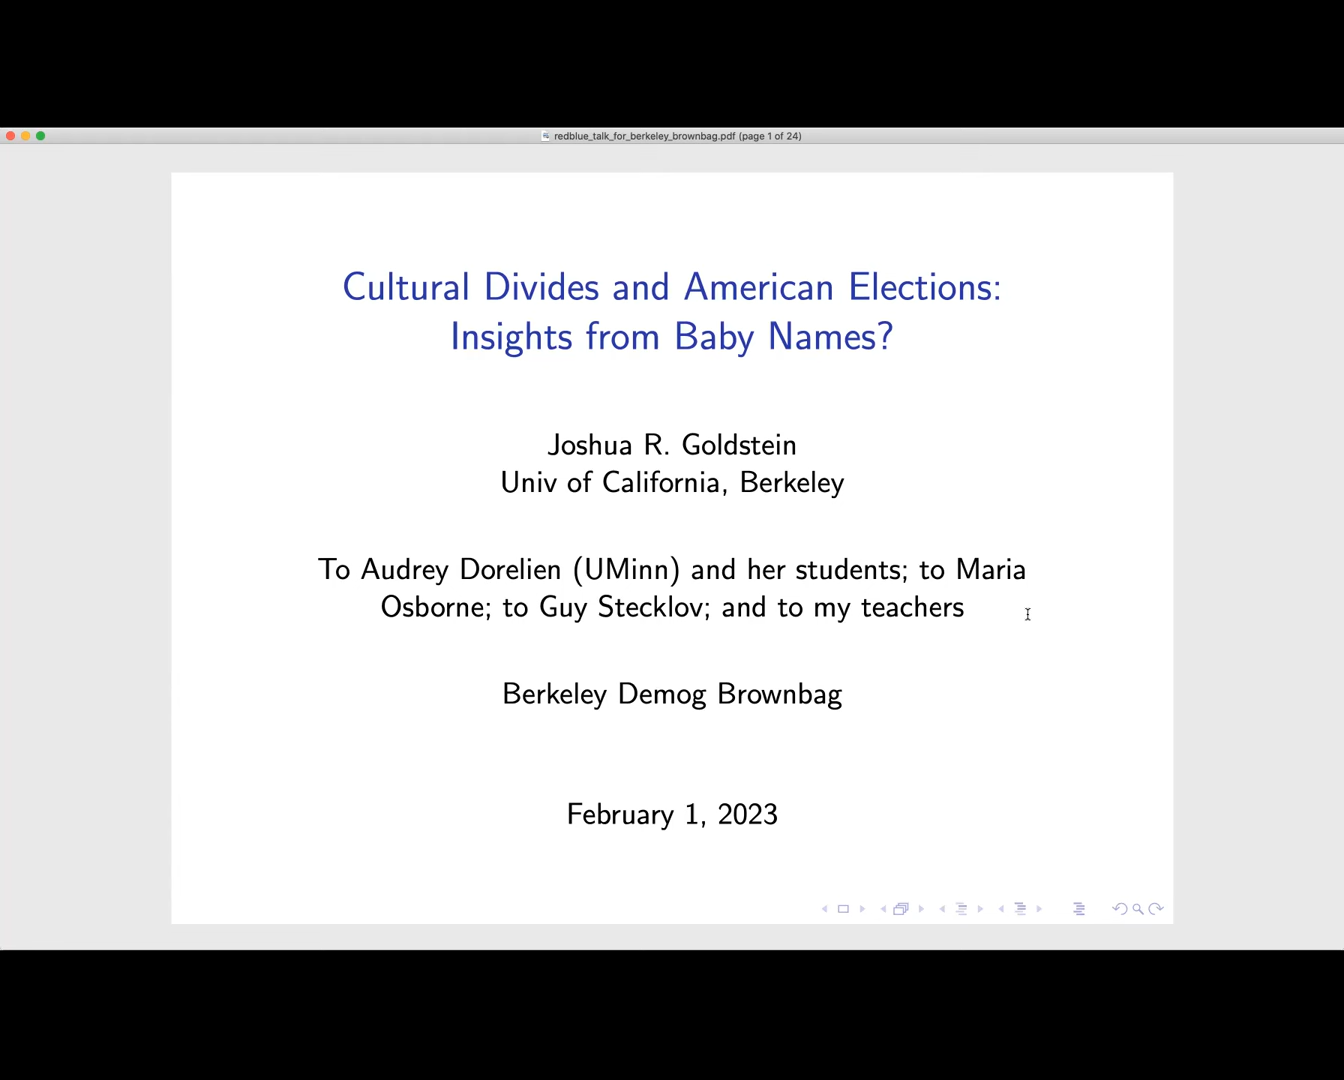 redblue_talk_for_berkeley_brownbag.pdf (page 1 of 24)
Cultural Divides and American Elections:
Insights from Baby Names?
Joshua R. Goldstein
Univ of California, Berkeley
To Audrey Dorelien (UMinn) and her students; to Maria
Osborne; to Guy Stecklov; and to my teachers
Berkeley Demog Brownbag
February 1, 2023